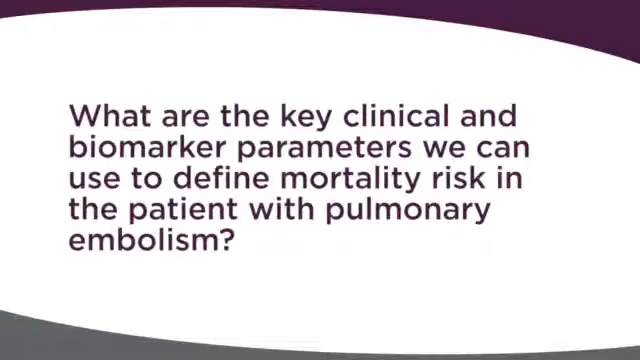 What are the key clinical and
biomarker parameters we can
use to define mortality risk in
the patient with pulmonary
embolism?